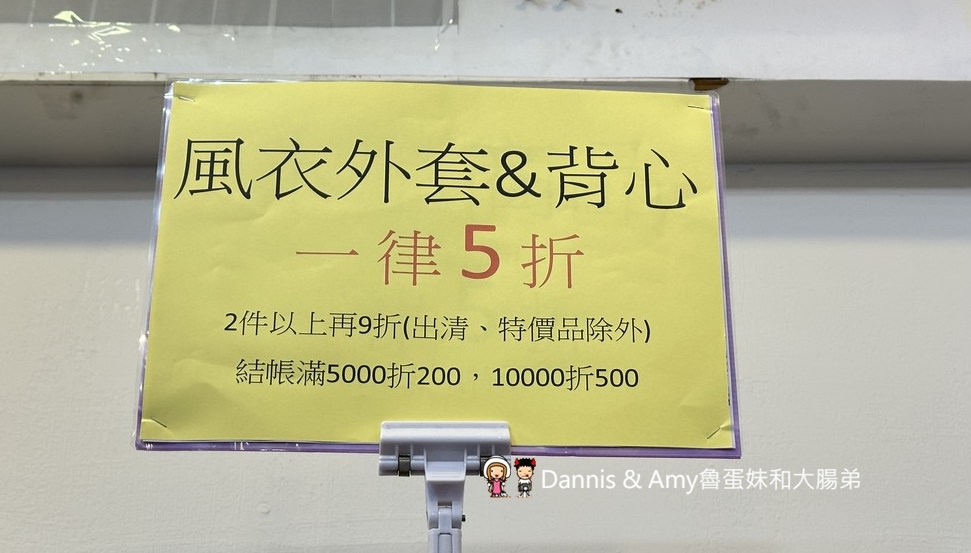 風衣外套&背心
一律5折
2件以上再9折(出清、特價品除外)
結帳滿5000折200，10000折500
Dannis & Amy魯蛋妹和大腸弟